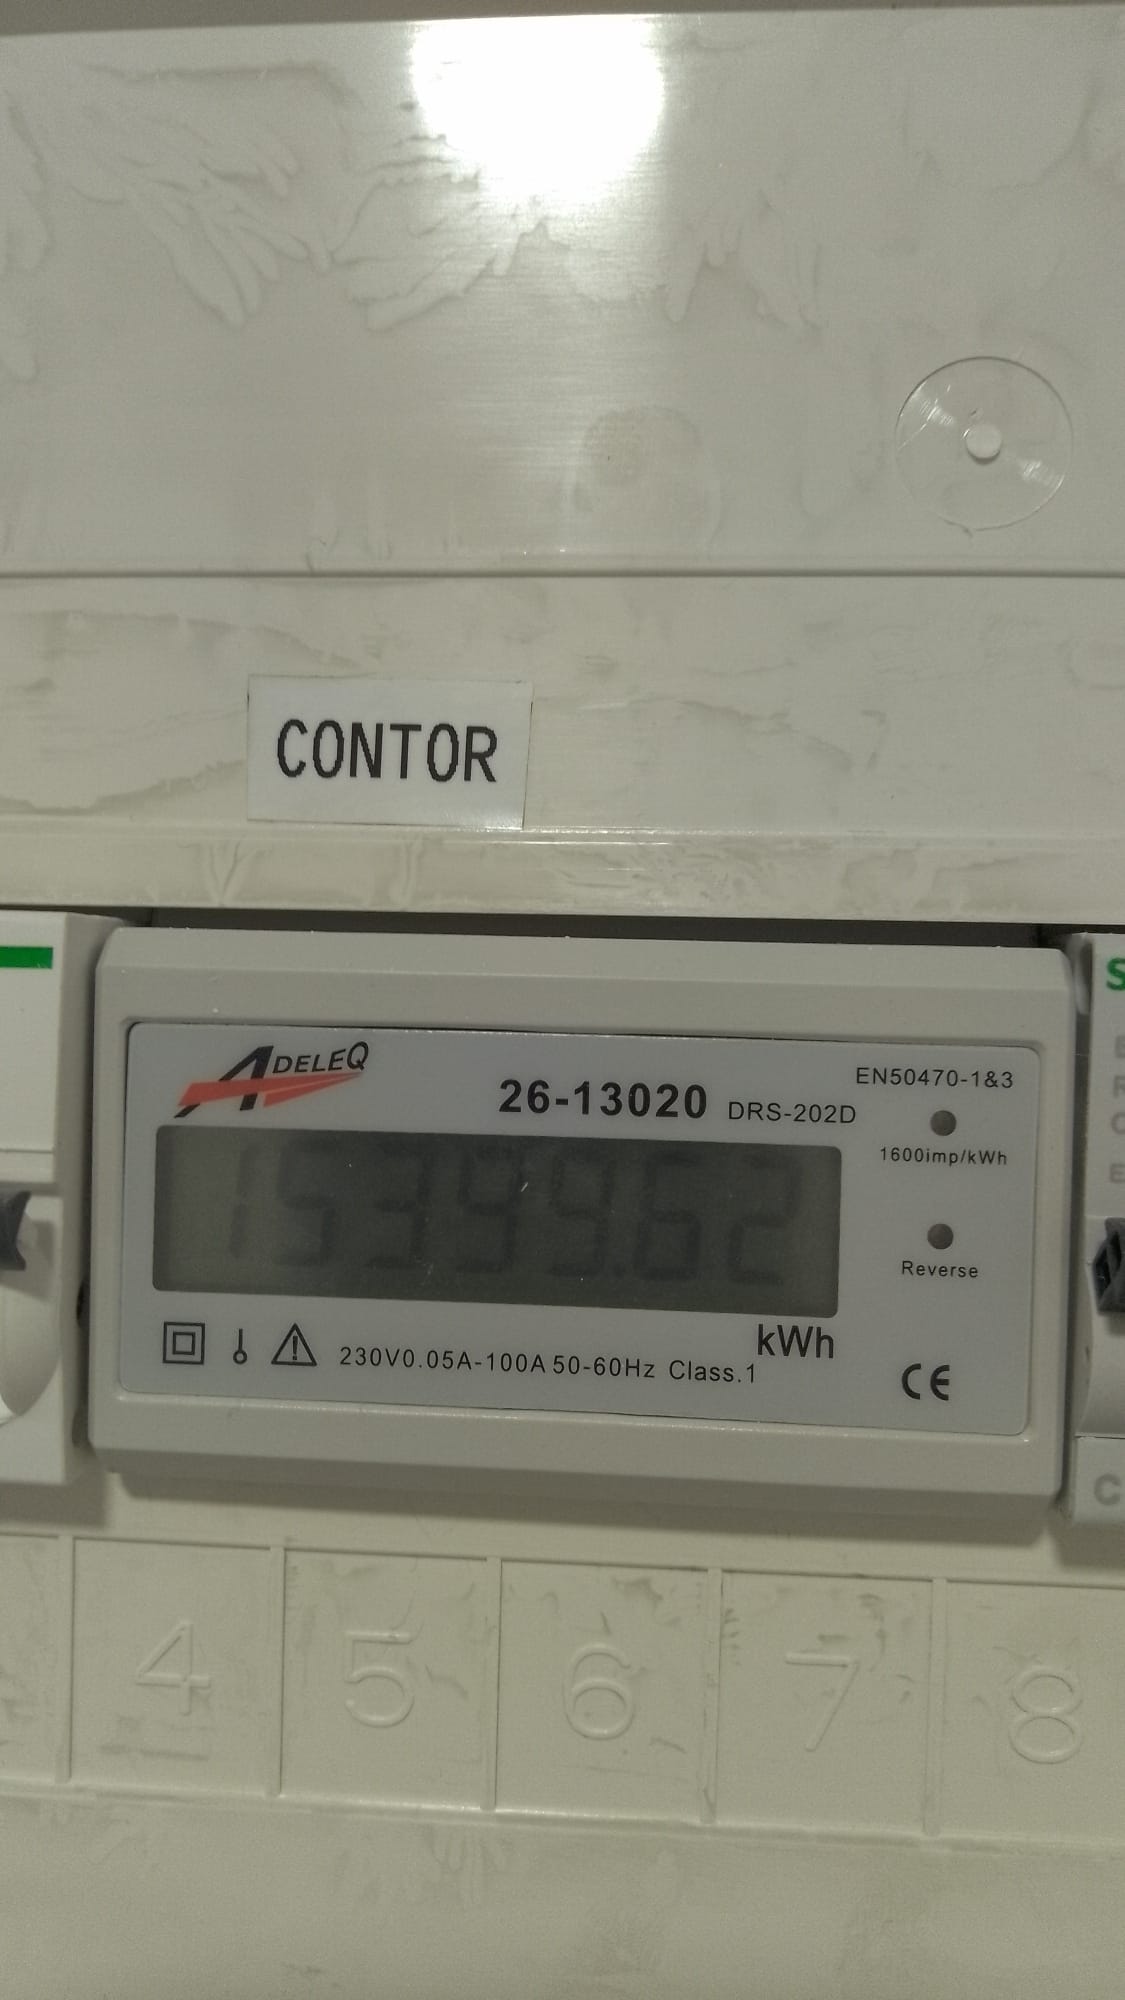 CONTOR
ADELEQ
26-13020 DRS-202D
EN50470-1&3
1600imp/kWh
15399.62
Reverse
kWh
230V0.05A-100A 50-60Hz Class.1
CE
4 5 6 7 8